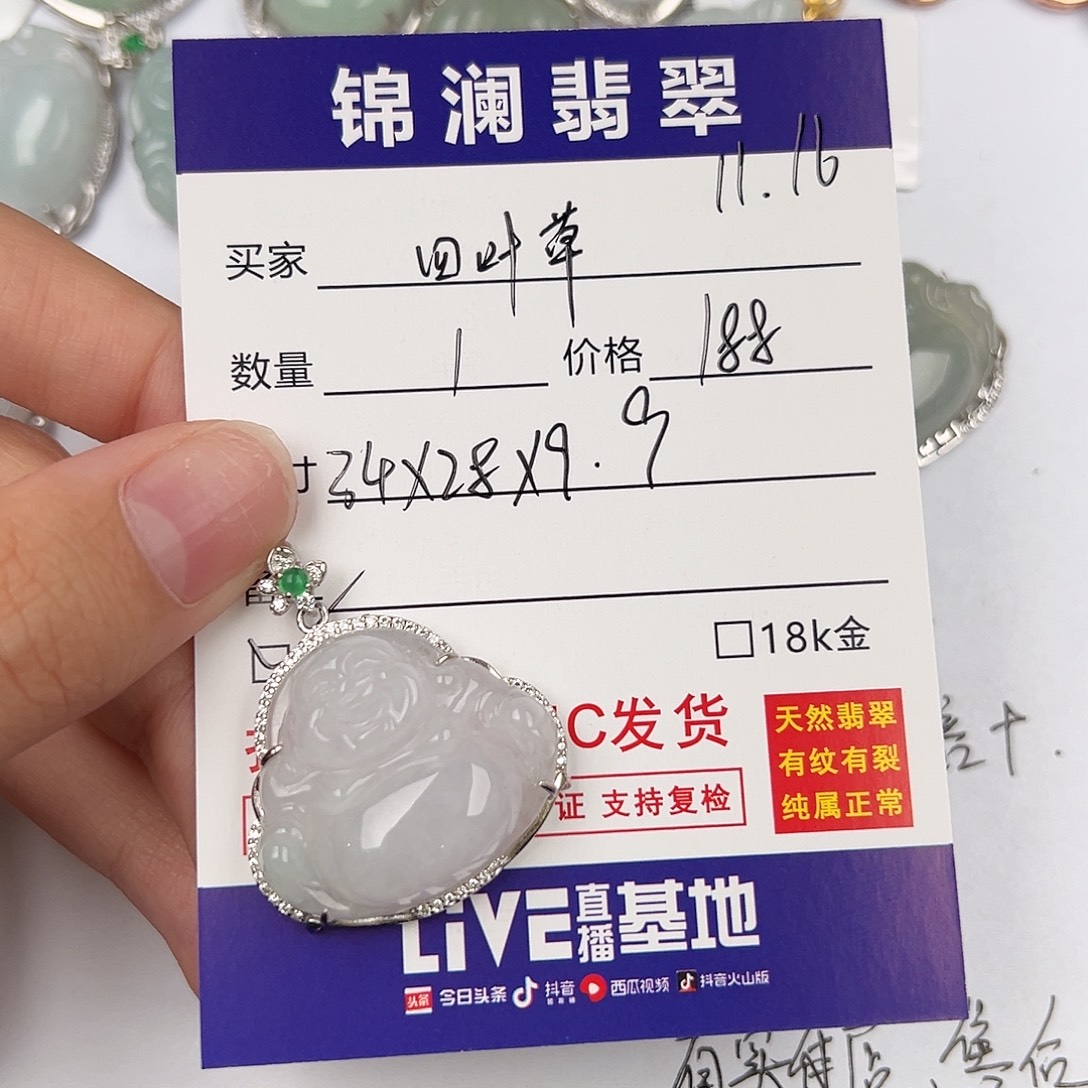 锦澜翡翠
11.16
买家 四叶草
数量 1 价格 188
寸 34X28X9.9
18k金
C发货
证 支持复检
天然翡翠
有纹有裂
纯属正常
LiVE直播基地
头条 今日头条 抖音 西瓜视频 抖音火山版